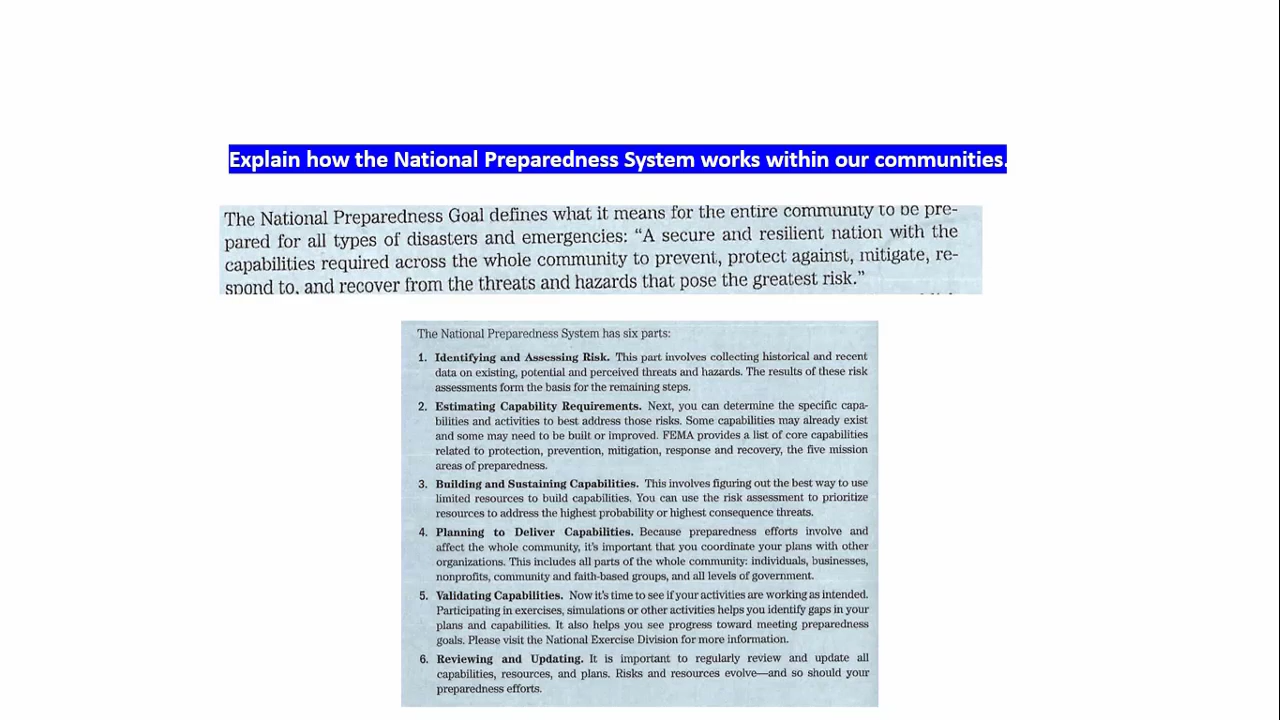 Explain how the National Preparedness System works within our communities.
The National Preparedness Goal defines what it means for the entire community to be pre-
pared for all types of disasters and emergencies: “A secure and resilient nation with the
capabilities required across the whole community to prevent, protect against, mitigate, re-
spond to, and recover from the threats and hazards that pose the greatest risk.”
The National Preparedness System has six parts:
1. Identifying and Assessing Risk. This part involves collecting historical and recent
data on existing, potential and perceived threats and hazards. The results of these risk
assessments form the basis for the remaining steps.
2. Estimating Capability Requirements. Next, you can determine the specific capa-
bilities and activities to best address those risks. Some capabilities may already exist
and some may need to be built or improved. FEMA provides a list of core capabilities
related to protection, prevention, mitigation, response and recovery, the five mission
areas of preparedness.
3. Building and Sustaining Capabilities. This involves figuring out the best way to use
limited resources to build capabilities. You can use the risk assessment to prioritize
resources to address the highest probability or highest consequence threats.
4. Planning to Deliver Capabilities. Because preparedness efforts involve and
affect the whole community, it’s important that you coordinate your plans with other
organizations. This includes all parts of the whole community: individuals, businesses,
nonprofits, community and faith-based groups, and all levels of government.
5. Validating Capabilities. Now it’s time to see if your activities are working as intended.
Participating in exercises, simulations or other activities helps you identify gaps in your
plans and capabilities. It also helps you see progress toward meeting preparedness
goals. Please visit the National Exercise Division for more information.
6. Reviewing and Updating. It is important to regularly review and update all
capabilities, resources, and plans. Risks and resources evolve—and so should your
preparedness efforts.